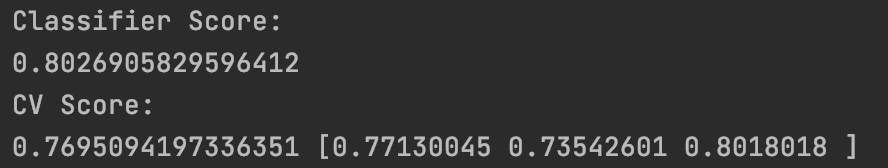 Classifier Score:
0.8026905829596412
CV Score:
0.7695094197336351 [0.77130045 0.73542601 0.8018018 ]